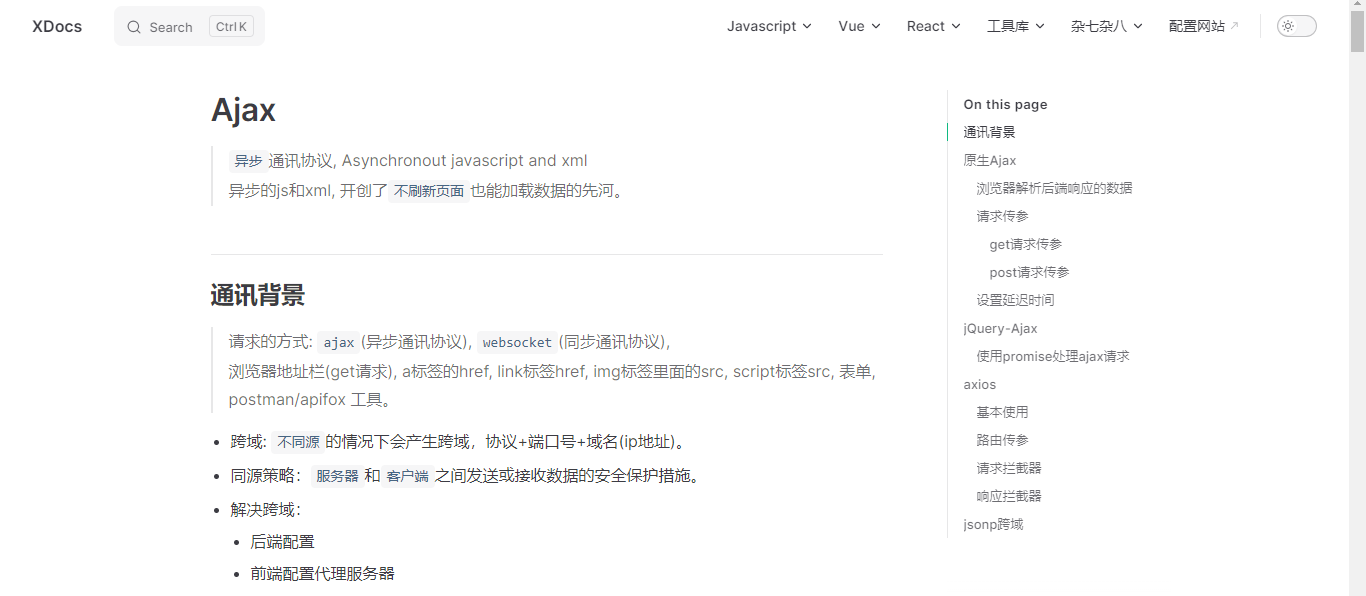 XDocs
Search Ctrl K
Javascript Vue React 工具库 杂七杂八 配置网站
Ajax
异步 通讯协议, Asynchronout javascript and xml
异步的js和xml, 开创了 不刷新页面 也能加载数据的先河。
通讯背景
请求的方式: ajax (异步通讯协议), websocket (同步通讯协议),
浏览器地址栏(get请求), a标签的href, link标签href, img标签里面的src, script标签src, 表单,
postman/apifox 工具。
跨域: 不同源 的情况下会产生跨域，协议+端口号+域名(ip地址)。
同源策略： 服务器 和 客户端 之间发送或接收数据的安全保护措施。
解决跨域：
后端配置
前端配置代理服务器
On this page
通讯背景
原生Ajax
浏览器解析后端响应的数据
请求传参
get请求传参
post请求传参
设置延迟时间
jQuery-Ajax
使用promise处理ajax请求
axios
基本使用
路由传参
请求拦截器
响应拦截器
jsonp跨域